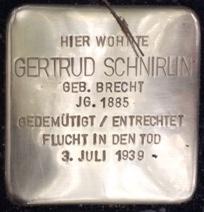 HIER WOHNTE
GERTRUD SCHNIRLIN
GEB. BRECHT
JG. 1885
GEDEMÜTIGT / ENTRECHTET
FLUCHT IN DEN TOD
3. JULI 1939